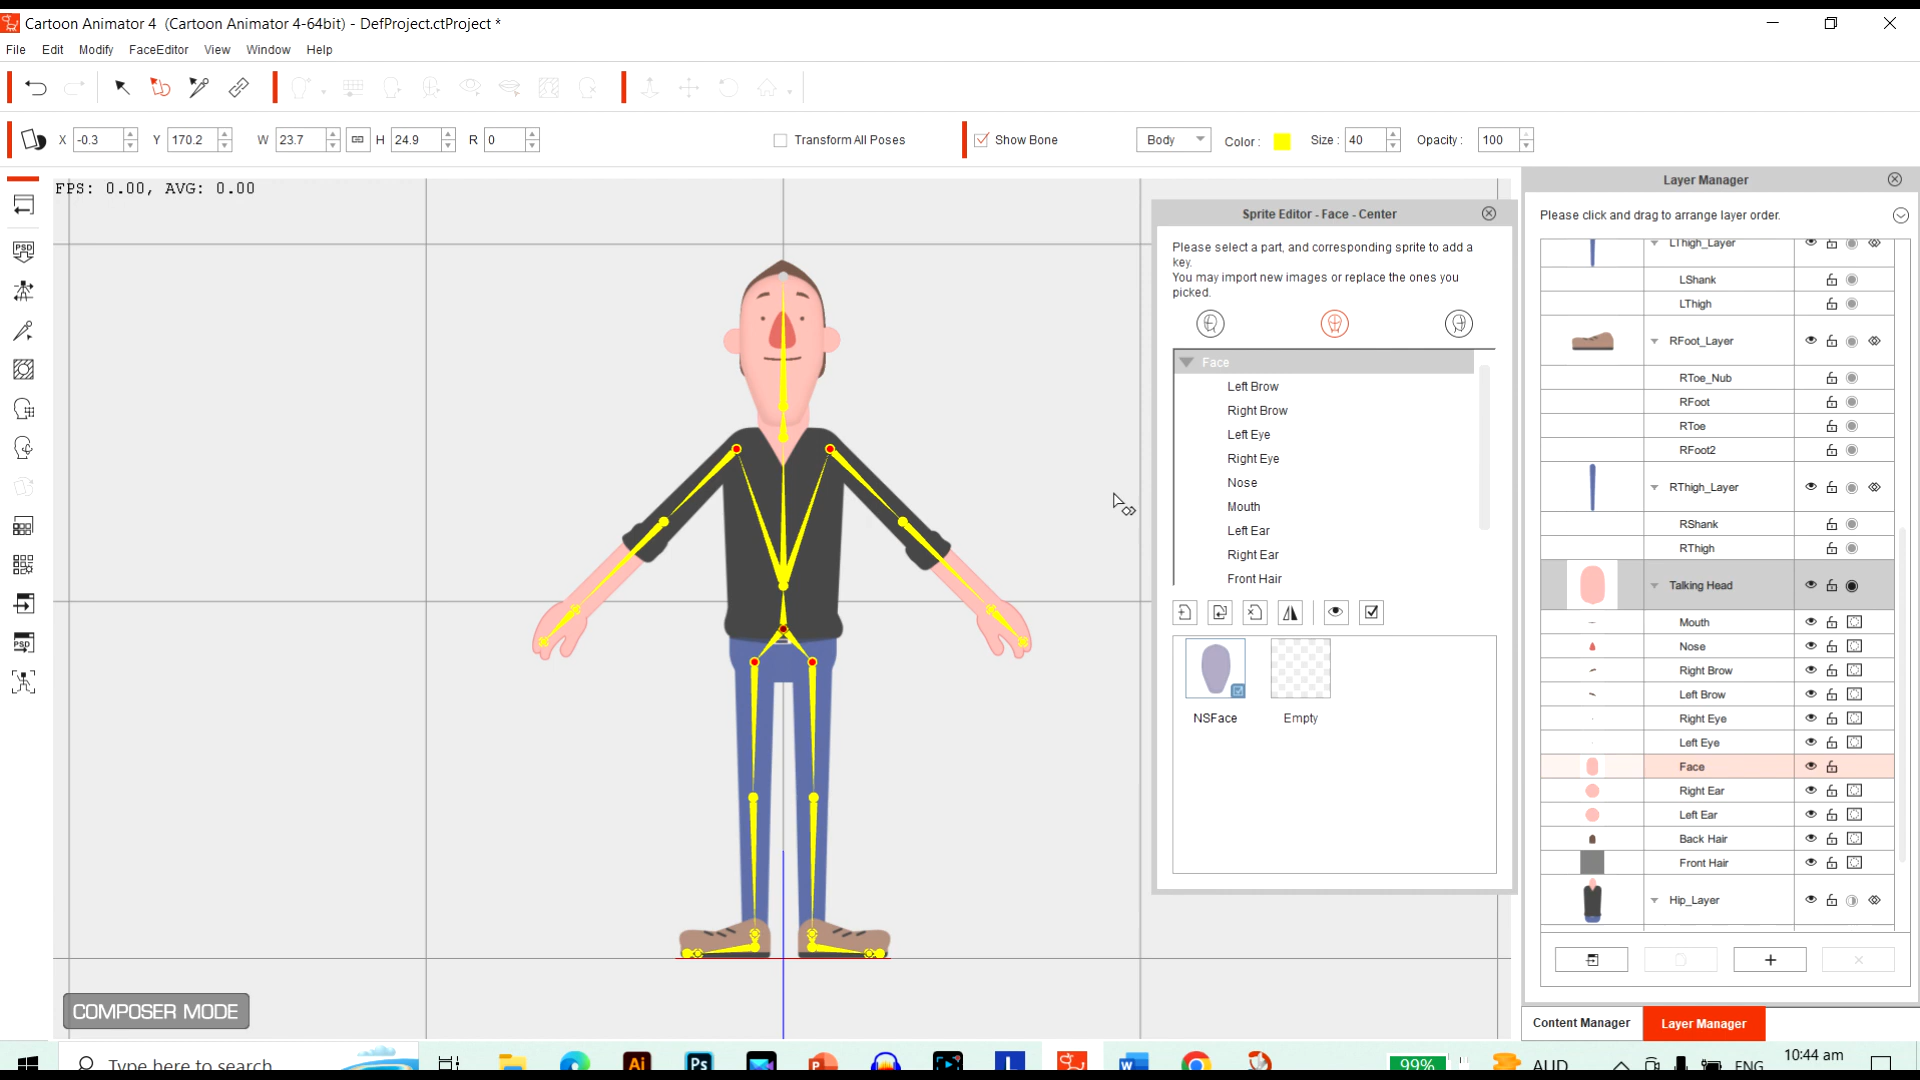 Cartoon Animator 4  (Cartoon Animator 4-64bit) - DefProject.ctProject *
File Edit Modify FaceEditor View Window Help
X -0.3 Y 170.2 W 23.7 H 24.9 R 0 Transform All Poses Show Bone Body Color : Size : 40 Opacity : 100
FPS: 0.00, AVG: 0.00
Sprite Editor - Face - Center
Please select a part, and corresponding sprite to add a
key.
You may import new images or replace the ones you
picked.
Face
Left Brow
Right Brow
Left Eye
Right Eye
Nose
Mouth
Left Ear
Right Ear
Front Hair
NSFace Empty
Layer Manager
Please click and drag to arrange layer order.
LThigh_Layer
LShank
LThigh
RFoot_Layer
RToe_Nub
RFoot
RToe
RFoot2
RThigh_Layer
RShank
RThigh
Talking Head
Mouth
Nose
Right Brow
Left Brow
Right Eye
Left Eye
Face
Right Ear
Left Ear
Back Hair
Front Hair
Hip_Layer
Content Manager Layer Manager
PSD
PSD
COMPOSER MODE
Type here to search Ai Ps P L W 99% AUD ENG 10:44 am